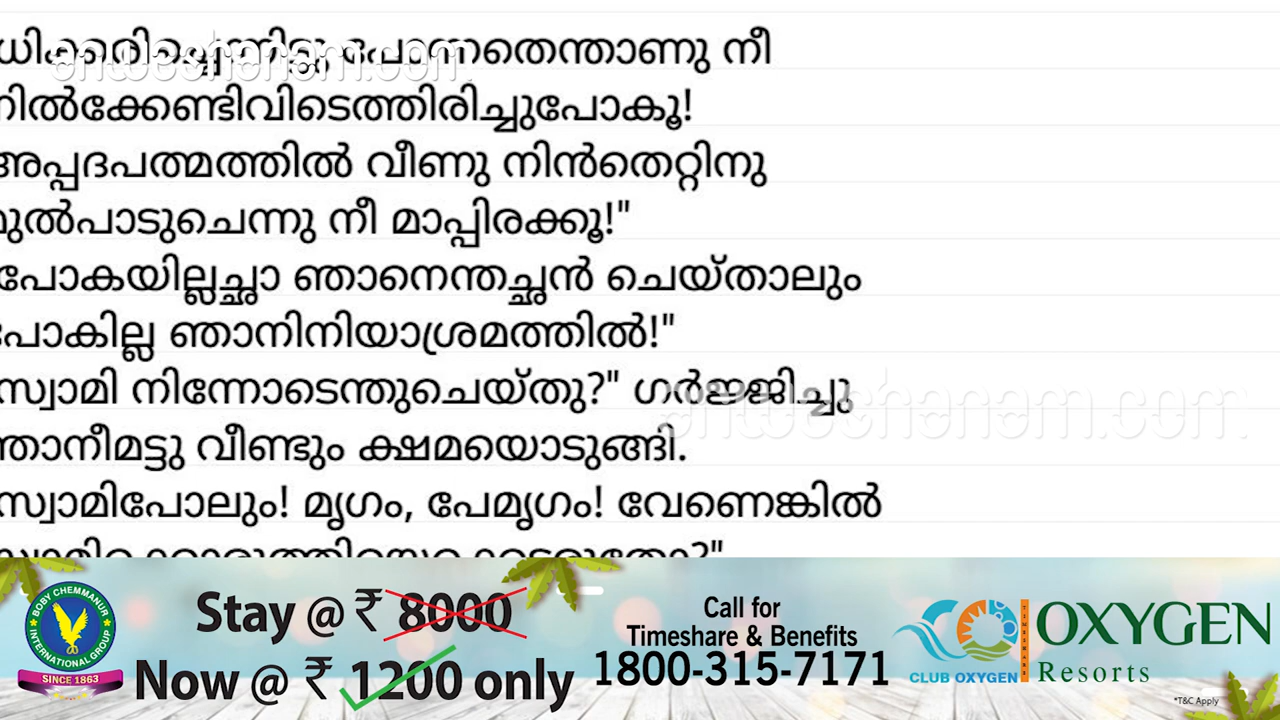 നീ
നിൽക്കേണ്ടിവിടെത്തിരിച്ചുപോകൂ!
അപ്പദപത്മത്തിൽ വീണു നിൻതെറ്റിനു
മുൽപാടുചെന്നു നീ മാപ്പിരക്കൂ!"
പോകയില്ലച്ഛാ ഞാനെന്തച്ഛൻ ചെയ്താലും
പോകില്ല ഞാനിനിയാശ്രമത്തിൽ!"
സ്വാമി നിന്നോടെന്തുചെയ്തു?" ഗർജ്ജിച്ചു
താനീമട്ടു വീണ്ടും ക്ഷമയൊടുങ്ങി.
സ്വാമിപോലും! മൃഗം, പേമൃഗം! വേണെങ്കിൽ
BOBY CHEMMANUR
INTERNATIONAL GROUP
SINCE 1863
Stay @ ₹ 8000
Now @ ₹ 1200 only
Call for
Timeshare & Benefits
1800-315-7171
CLUB OXYGEN
TIMESHARE
OXYGEN
Resorts
*T&C Apply